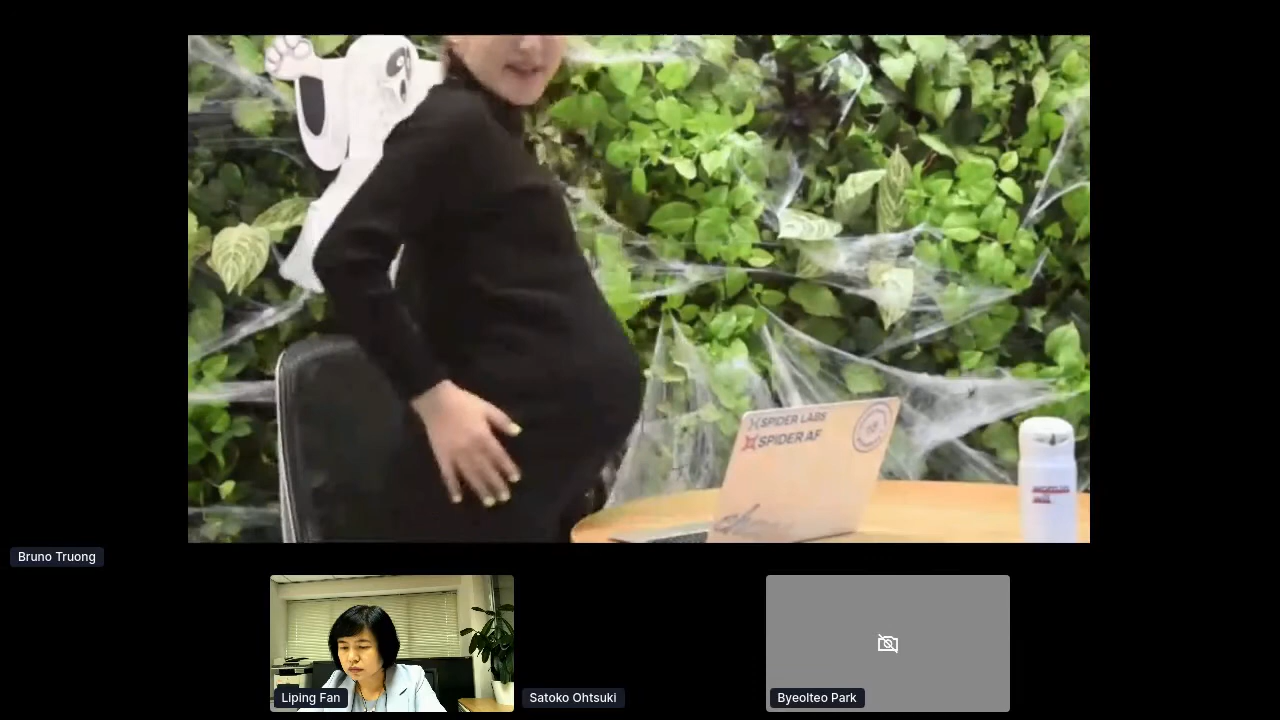 SPIDER LABS
SPIDER AF
Bruno Truong
Liping Fan
Satoko Ohtsuki
Byeolteo Park